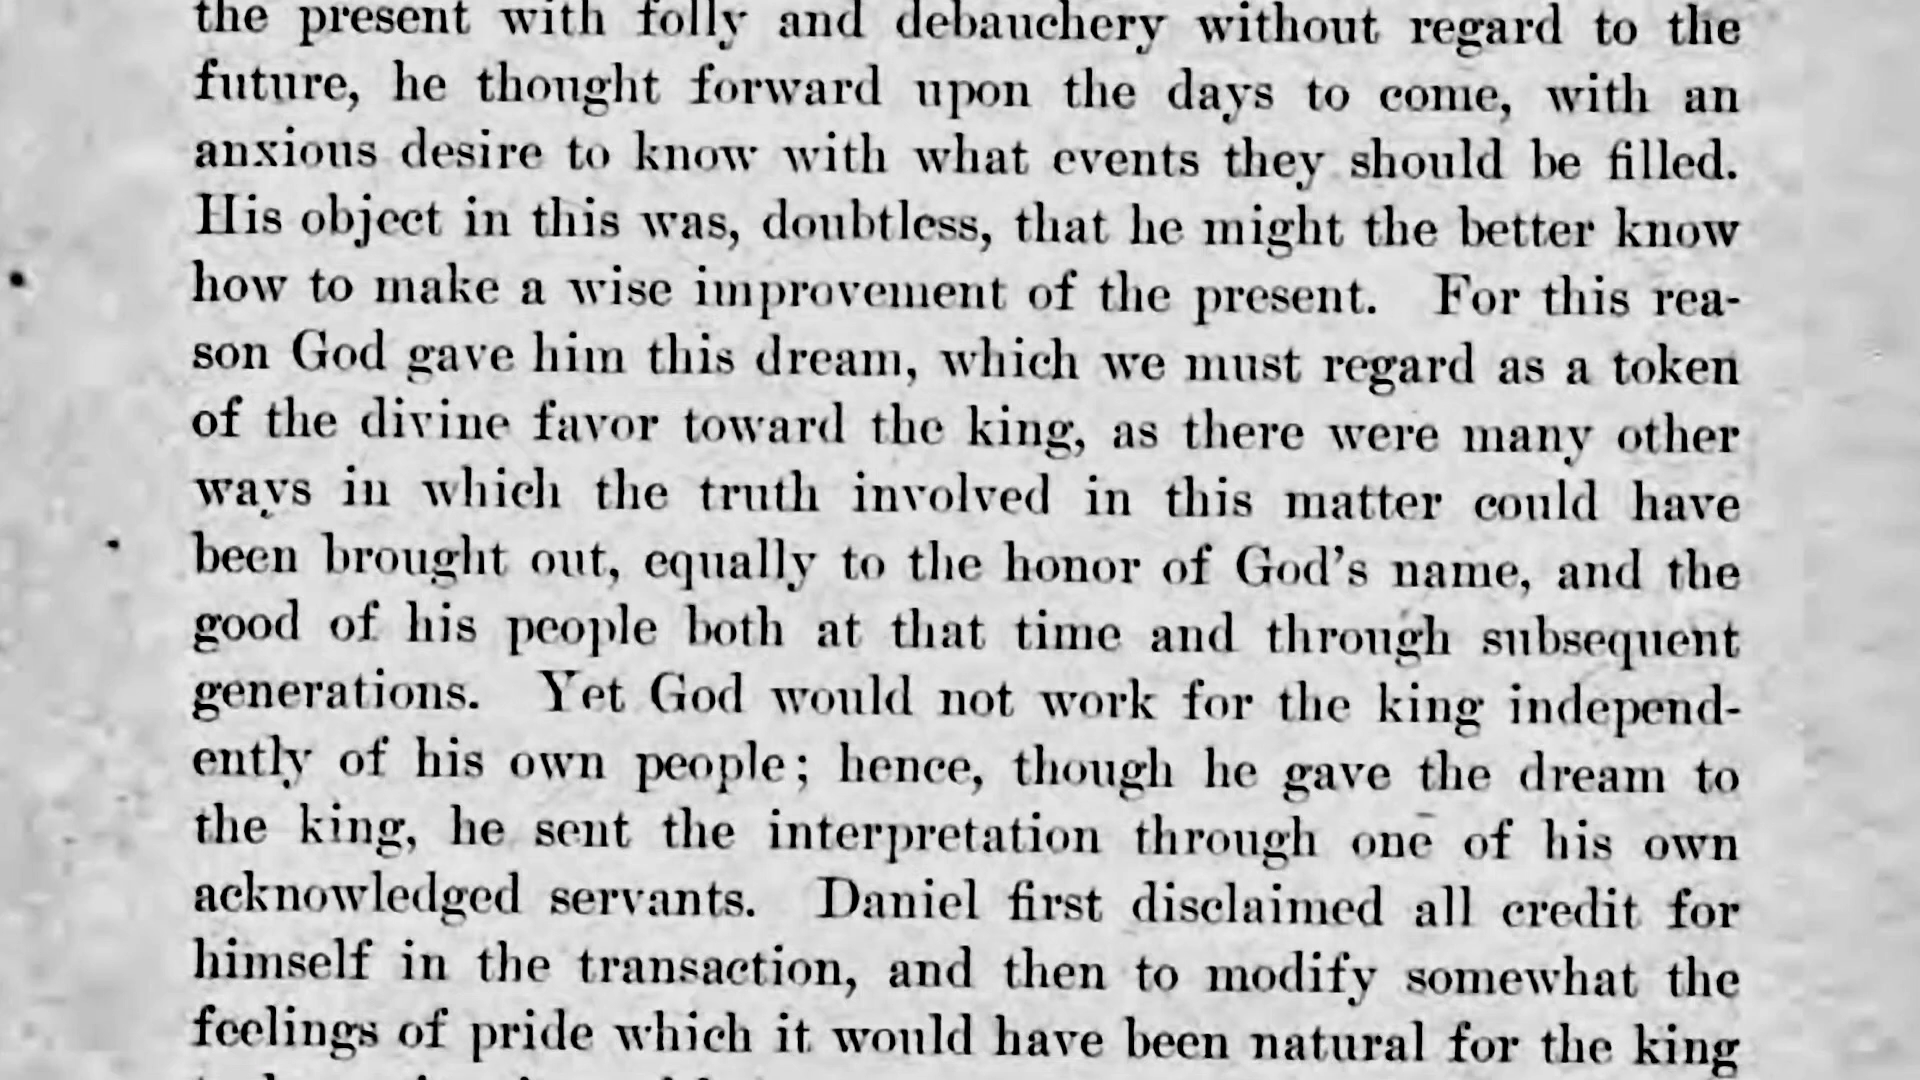 the present with folly and debauchery without regard to the
future, he thought forward upon the days to come, with an
anxious desire to know with what events they should be filled.
His object in this was, doubtless, that he might the better know
how to make a wise improvement of the present. For this rea-
son God gave him this dream, which we must regard as a token
of the divine favor toward the king, as there were many other
ways in which the truth involved in this matter could have
been brought out, equally to the honor of God's name, and the
good of his people both at that time and through subsequent
generations. Yet God would not work for the king independ-
ently of his own people; hence, though he gave the dream to
the king, he sent the interpretation through one of his own
acknowledged servants. Daniel first disclaimed all credit for
himself in the transaction, and then to modify somewhat the
feelings of pride which it would have been natural for the king